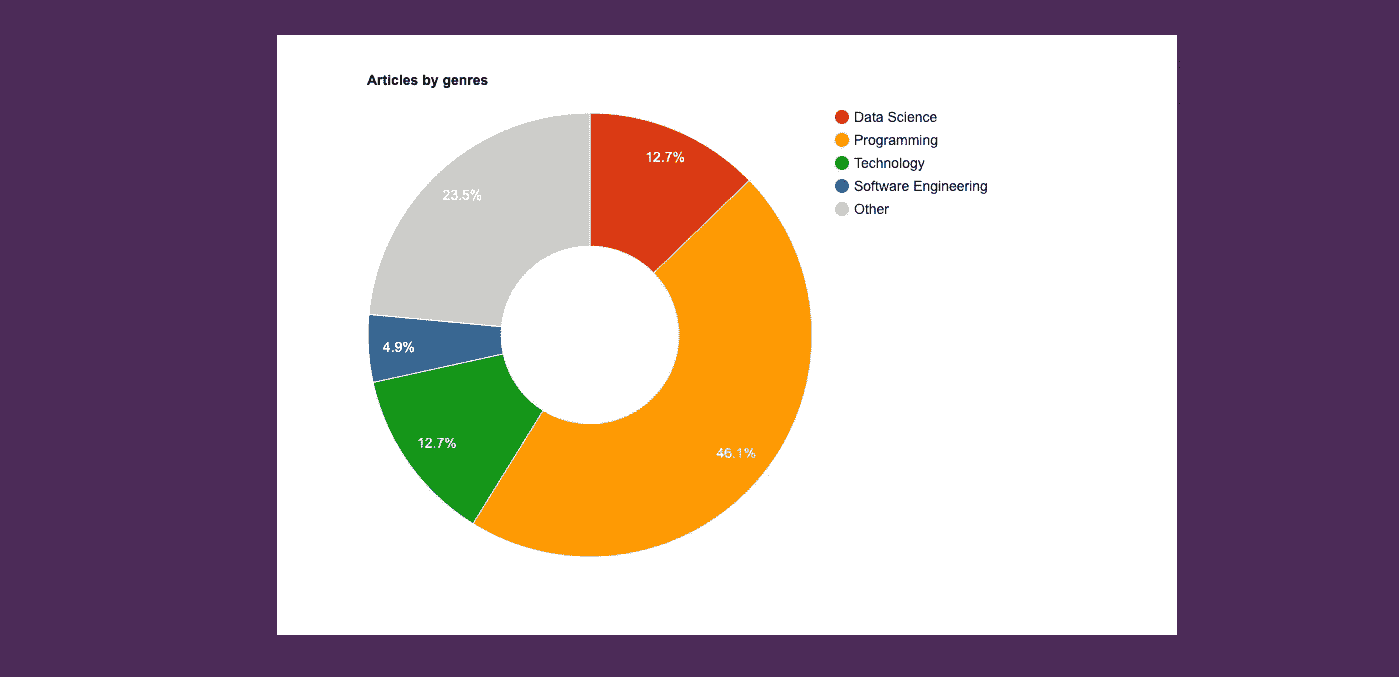 Articles by genres
Data Science
Programming
Technology
Software Engineering
Other
12.7%
23.5%
4.9%
12.7%
46.1%